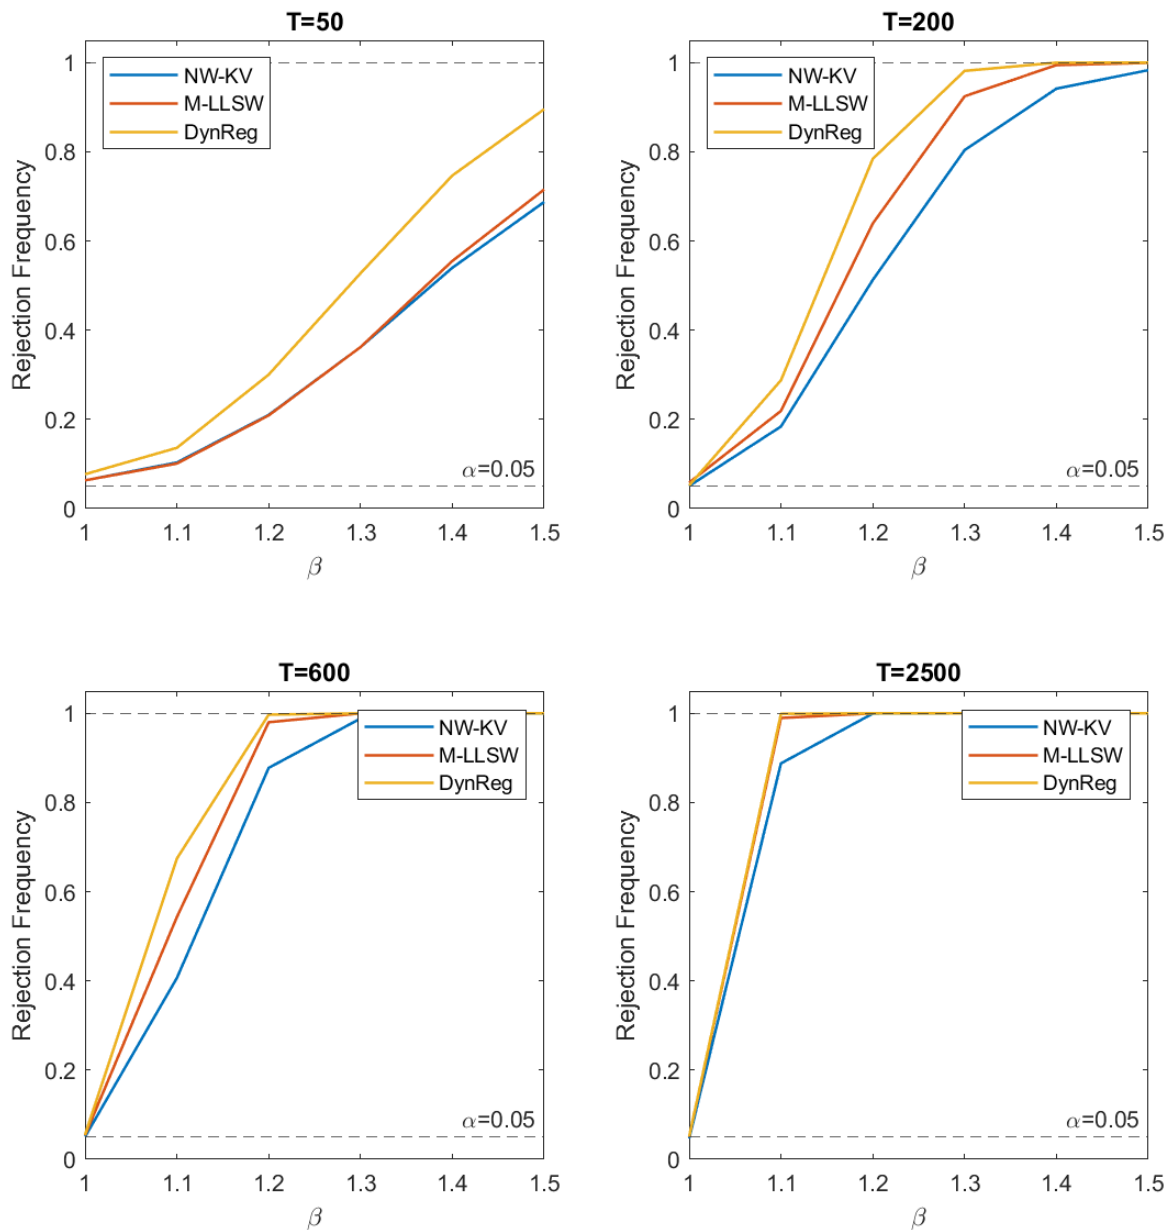 T=50
1
0.8
0.6
0.4
0.2
0
Rejection Frequency
NW-KV
M-LLSW
DynReg
α=0.05
1 1.1 1.2 1.3 1.4 1.5
β
T=200
1
0.8
0.6
0.4
0.2
0
Rejection Frequency
NW-KV
M-LLSW
DynReg
α=0.05
1 1.1 1.2 1.3 1.4 1.5
β
T=600
1
0.8
0.6
0.4
0.2
0
Rejection Frequency
NW-KV
M-LLSW
DynReg
α=0.05
1 1.1 1.2 1.3 1.4 1.5
β
T=2500
1
0.8
0.6
0.4
0.2
0
Rejection Frequency
NW-KV
M-LLSW
DynReg
α=0.05
1 1.1 1.2 1.3 1.4 1.5
β